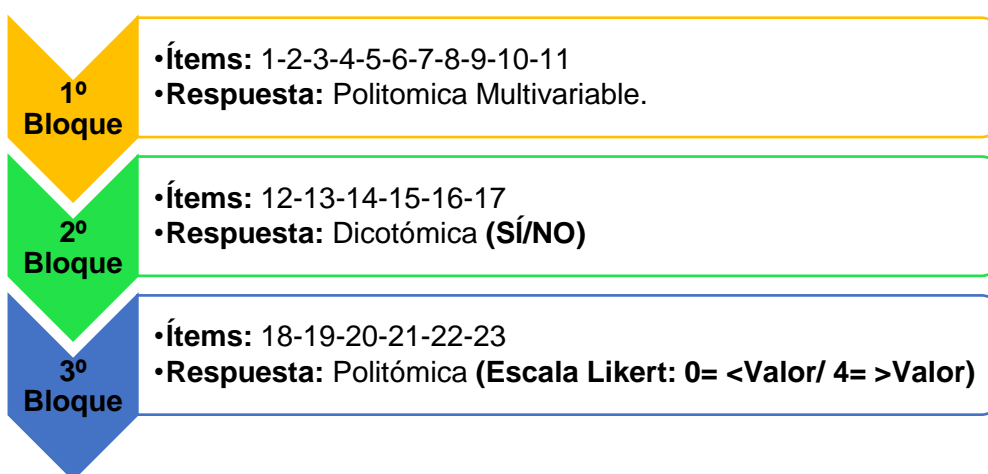 1º
Bloque
•Ítems: 1-2-3-4-5-6-7-8-9-10-11
•Respuesta: Politomica Multivariable.
2º
Bloque
•Ítems: 12-13-14-15-16-17
•Respuesta: Dicotómica (SÍ/NO)
3º
Bloque
•Ítems: 18-19-20-21-22-23
•Respuesta: Politómica (Escala Likert: 0= <Valor/ 4= >Valor)